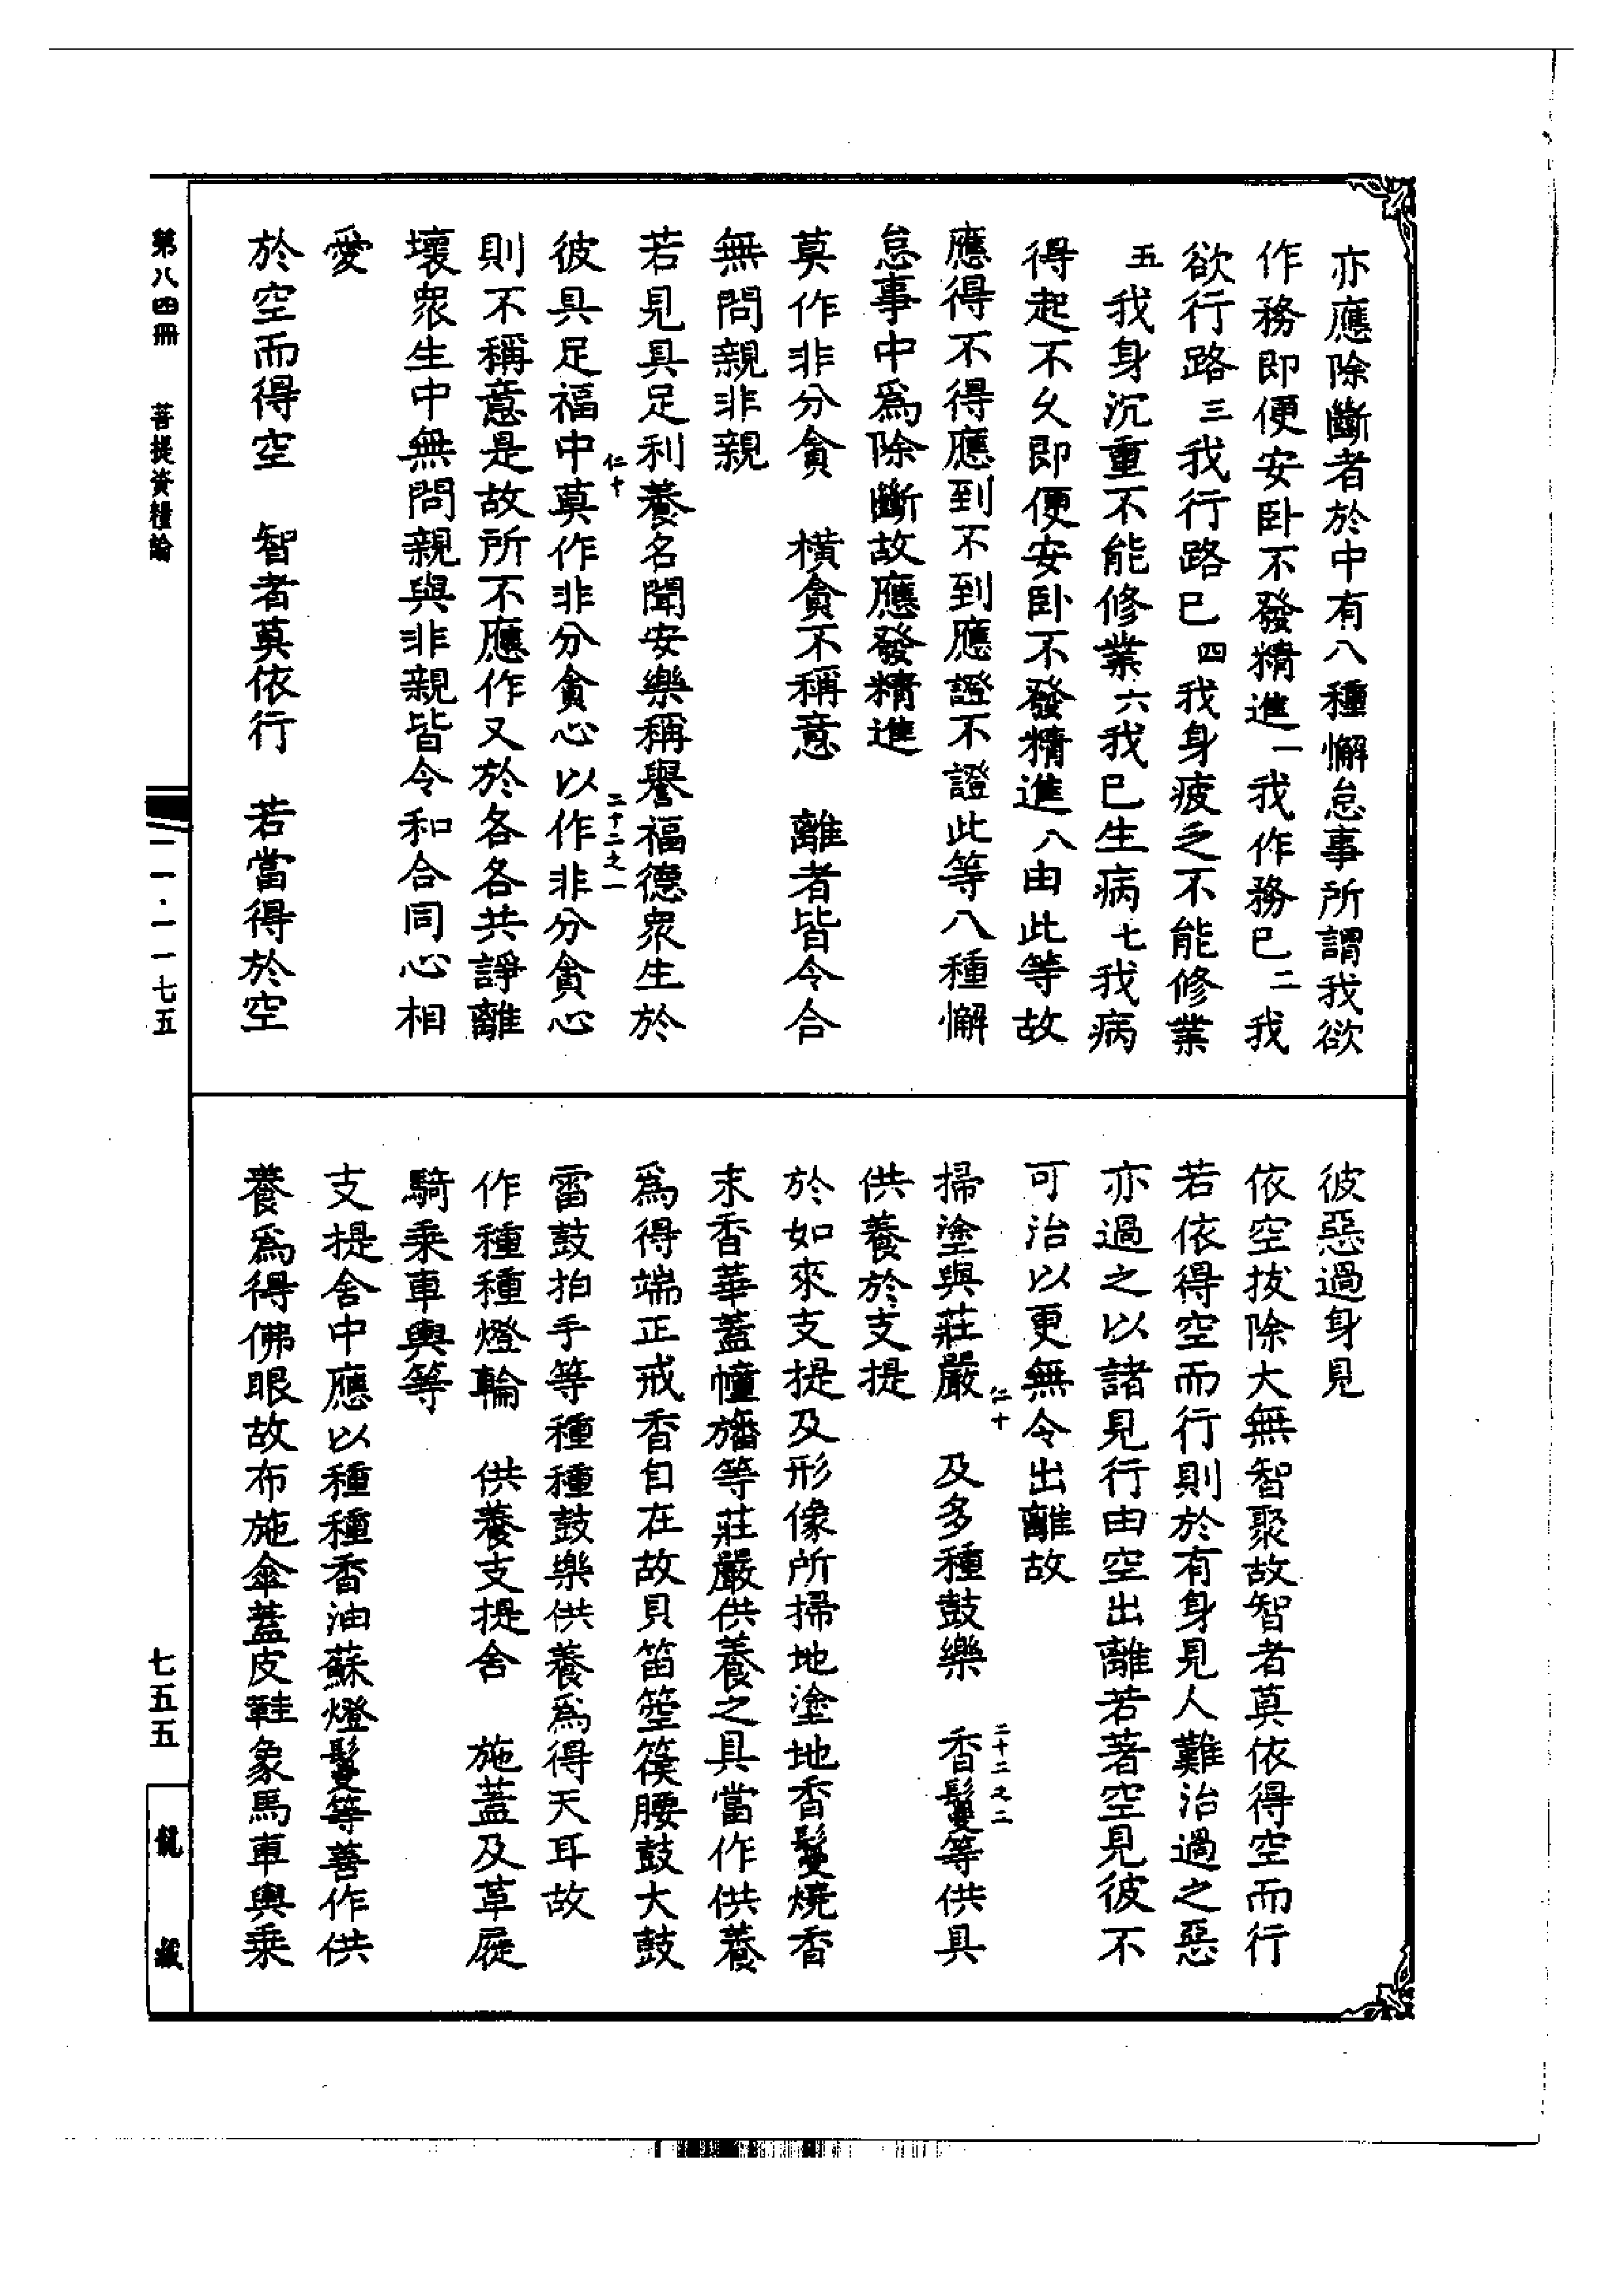 亦應除斷者於中有八種懈怠事所謂我欲
作務即便安卧不發精進一我作務巳二我
欲行路三我行路巳四我身疲乏不能修業
五我身沉重不能修業六我巳生病七我病
得起不久即便安卧不發精進八由此等故
應得不得應到不到應證不證此等八種懈
怠事中爲除斷故應發精進
莫作非分貪 橫貪不稱意 離者皆令合
無問親非親
若見具足利養名聞安樂稱譽福德衆生於
仁十 二十二之一
彼具足福中莫作非分貪心以作非分貪心
則不稱意是故所不應作又於各各共諍離
壞衆生中無問親與非親皆令和合同心相
愛
於空而得空 智者莫依行 若當得於空
彼惡過身見
依空拔除大無智聚故智者莫依得空而行
若依得空而行則於有身見人難治過之惡
亦過之以諸見行由空出離若著空見彼不
可治以更無令出離故
仁十 二十二之二
掃塗與莊嚴 及多種鼓樂 香鬘等供具
供養於支提
於如來支提及形像所掃地塗地香鬘燒香
末香華蓋幢旛等莊嚴供養之具當作供養
爲得端正戒香自在故貝笛箜篌腰鼓大鼓
雷鼓拍手等種種鼓樂供養爲得天耳故
作種種燈輪 供養支提舍 施蓋及革屣
騎乘車輿等
支提舍中應以種種香油蘇燈鬘等善作供
養爲得佛眼故布施傘蓋皮鞋象馬車輿乘
第八四冊 菩提資糧論
一一·一一七五
七五五
龍藏